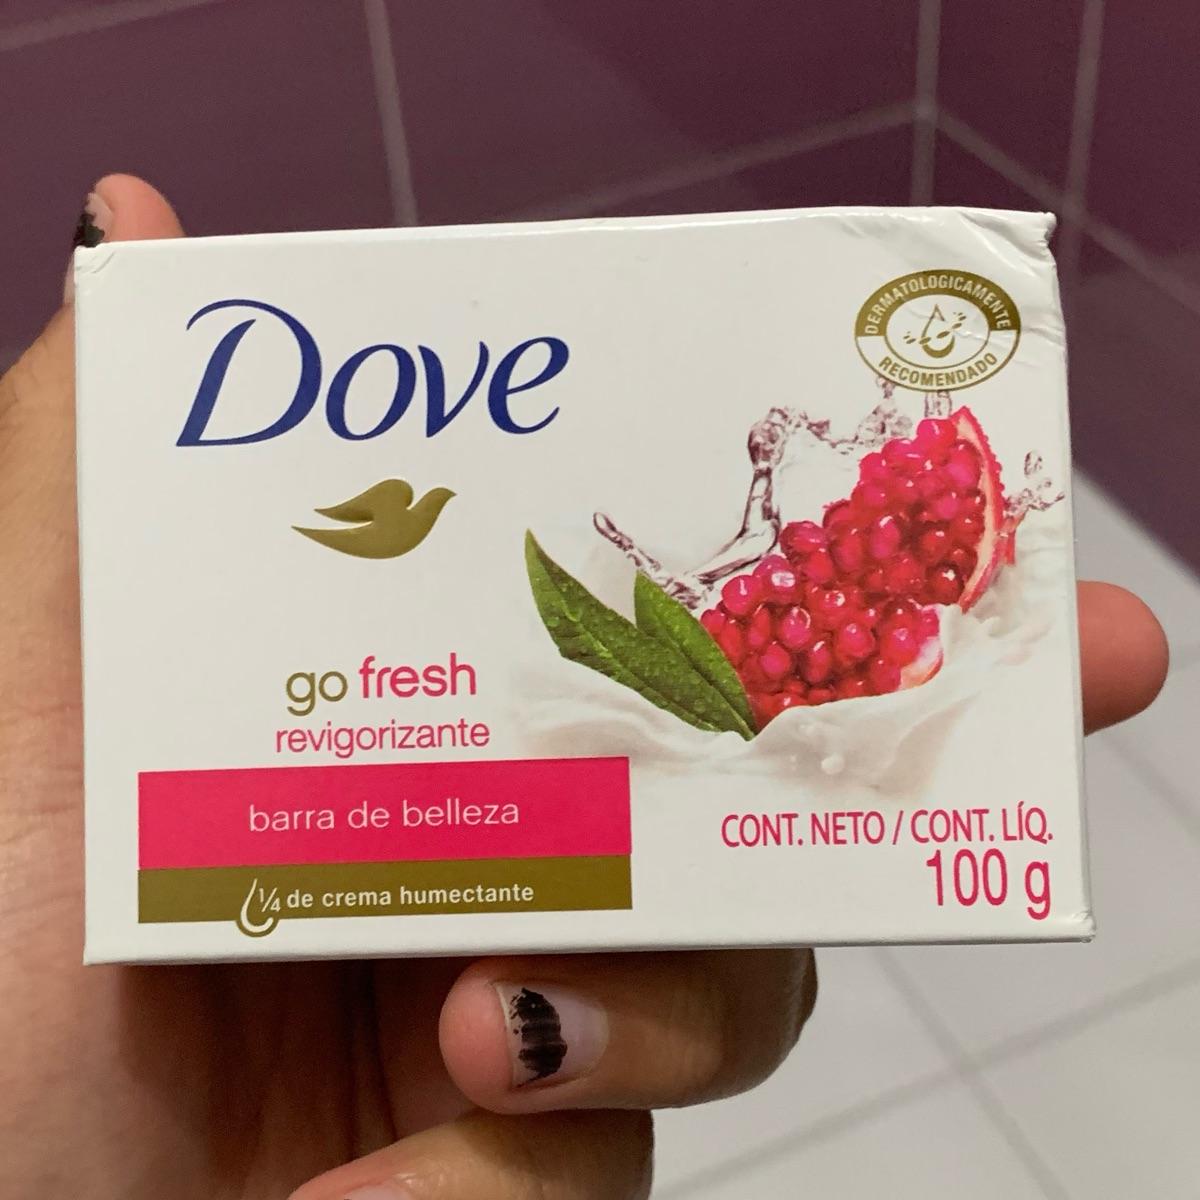 Dove
DERMATOLOGICAMENTE
RECOMENDADO
go fresh
revigorizante
barra de belleza
¼ de crema humectante
CONT. NETO / CONT. LÍQ.
100 g